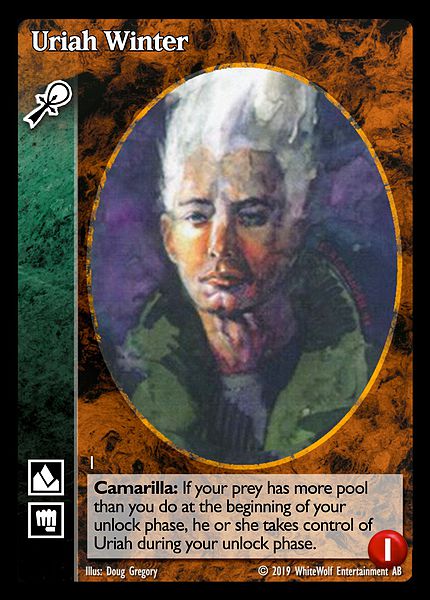 Uriah Winter
1
Camarilla: If your prey has more pool
than you do at the beginning of your
unlock phase, he or she takes control of
Uriah during your unlock phase.
1
Illus: Doug Gregory © 2019 WhiteWolf Entertainment AB